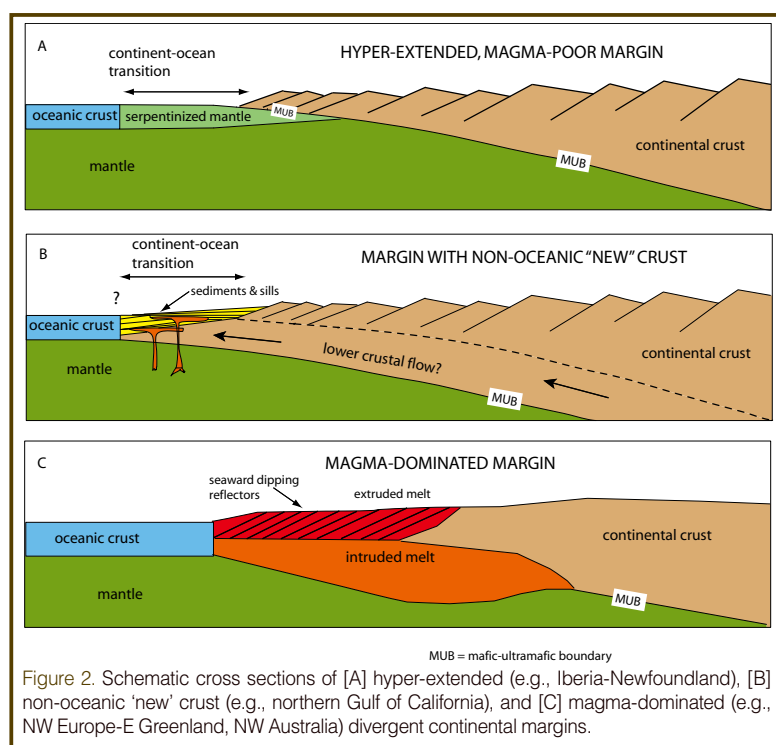 A
HYPER-EXTENDED, MAGMA-POOR MARGIN
continent-ocean
transition
MUB
oceanic crust
serpentinized mantle
continental crust
MUB
mantle
B
continent-ocean
transition
MARGIN WITH NON-OCEANIC "NEW" CRUST
?
sediments & sills
oceanic crust
continental crust
lower crustal flow?
mantle
MUB
C
MAGMA-DOMINATED MARGIN
seaward dipping
reflectors
extruded melt
oceanic crust
continental crust
intruded melt
mantle
MUB
MUB = mafic-ultramafic boundary
Figure 2. Schematic cross sections of [A] hyper-extended (e.g., Iberia-Newfoundland), [B]
non-oceanic 'new' crust (e.g., northern Gulf of California), and [C] magma-dominated (e.g.,
NW Europe-E Greenland, NW Australia) divergent continental margins.